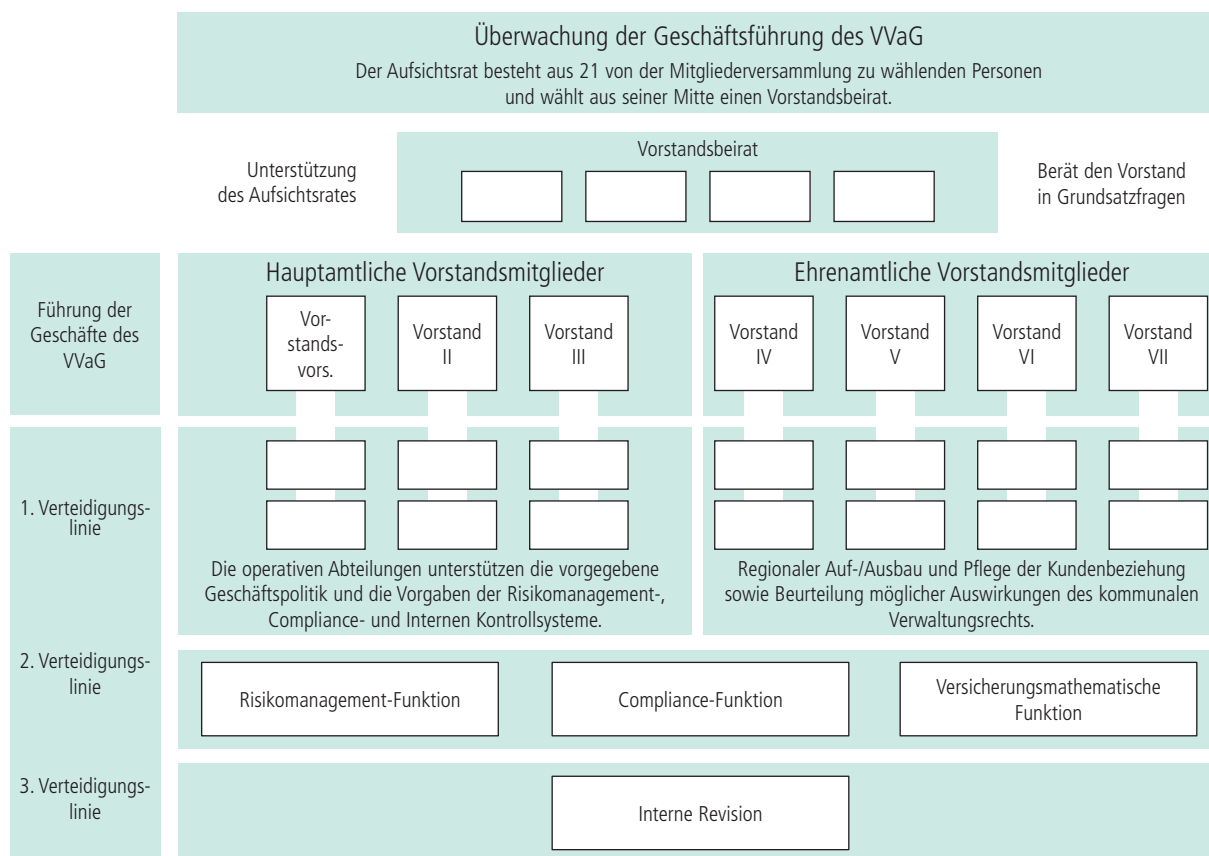 Überwachung der Geschäftsführung des VVaG
Der Aufsichtsrat besteht aus 21 von der Mitgliederversammlung zu wählenden Personen
und wählt aus seiner Mitte einen Vorstandsbeirat.
Unterstützung
des Aufsichtsrates
Vorstandsbeirat
Berät den Vorstand
in Grundsatzfragen
Führung der
Geschäfte des
VVaG
Hauptamtliche Vorstandsmitglieder
Vor-
stands-
vors.
Vorstand
II
Vorstand
III
Ehrenamtliche Vorstandsmitglieder
Vorstand
IV
Vorstand
V
Vorstand
VI
Vorstand
VII
1. Verteidigungs-
linie
Die operativen Abteilungen unterstützen die vorgegebene
Geschäftspolitik und die Vorgaben der Risikomanagement-,
Compliance- und Internen Kontrollsysteme.
Regionaler Auf-/Ausbau und Pflege der Kundenbeziehung
sowie Beurteilung möglicher Auswirkungen des kommunalen
Verwaltungsrechts.
2. Verteidigungs-
linie
Risikomanagement-Funktion
Compliance-Funktion
Versicherungsmathematische
Funktion
3. Verteidigungs-
linie
Interne Revision